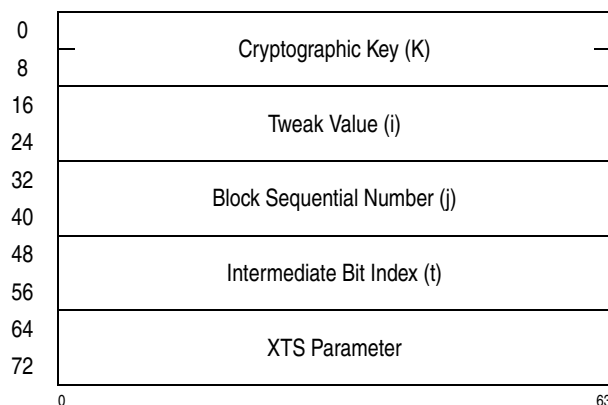 0
8
Cryptographic Key (K)
16
24
Tweak Value (i)
32
40
Block Sequential Number (j)
48
56
Intermediate Bit Index (t)
64
72
XTS Parameter
0 63